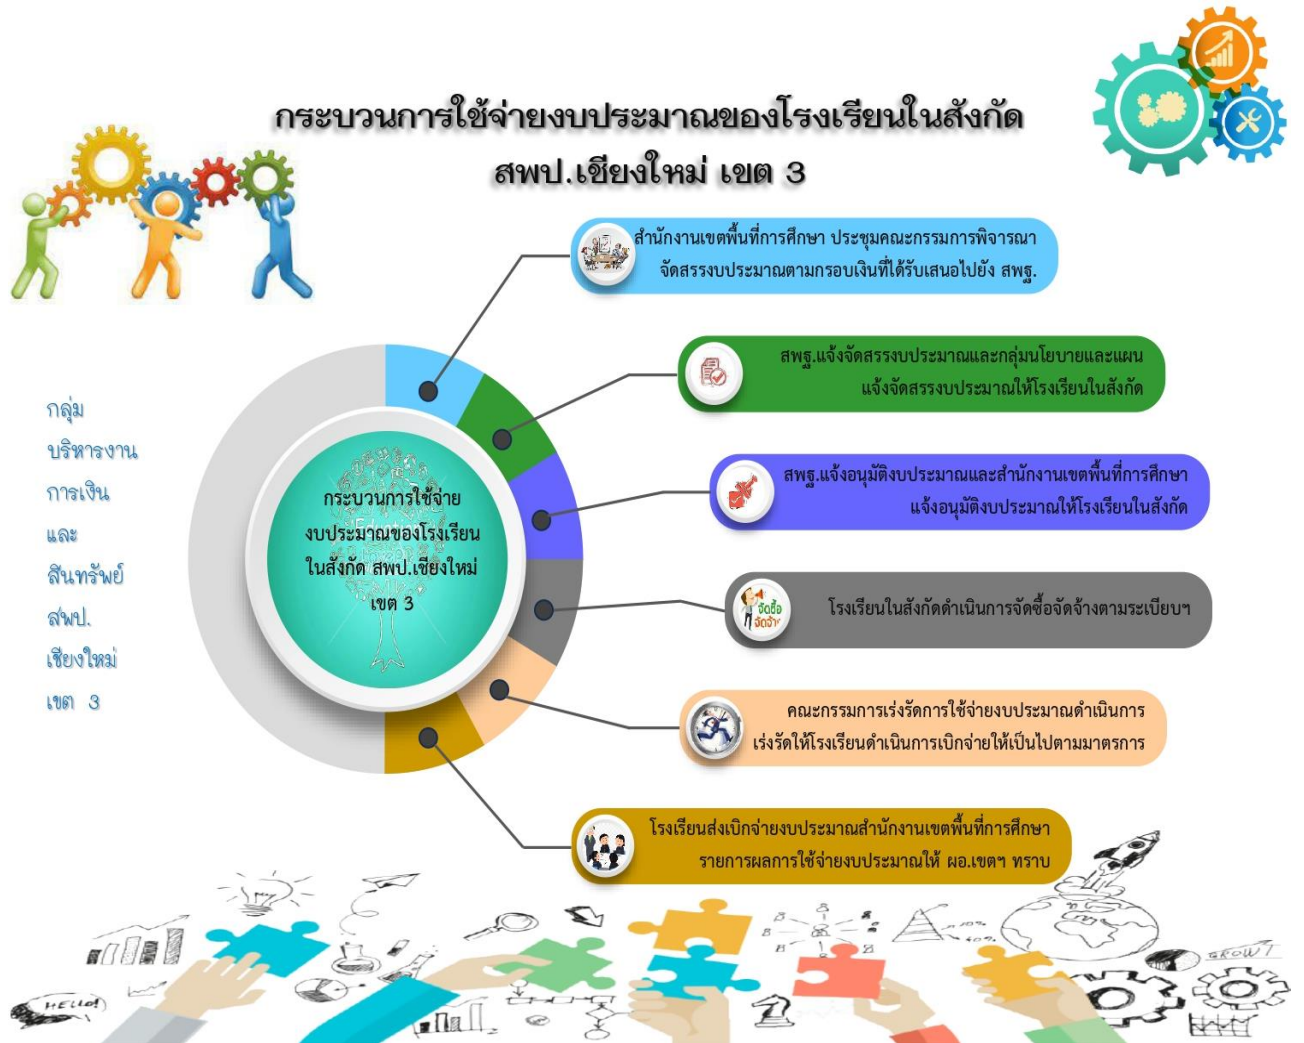 กระบวนการใช้จ่ายงบประมาณของโรงเรียนในสังกัด
สพป.เชียงใหม่ เขต 3
สำนักงานเขตพื้นที่การศึกษา ประชุมคณะกรรมการพิจารณา
จัดสรรงบประมาณตามกรอบเงินที่ได้รับเสนอไปยัง สพฐ.
สพฐ.แจ้งจัดสรรงบประมาณและกลุ่มนโยบายและแผน
แจ้งจัดสรรงบประมาณให้โรงเรียนในสังกัด
สพฐ.แจ้งอนุมัติงบประมาณและสำนักงานเขตพื้นที่การศึกษา
แจ้งอนุมัติงบประมาณให้โรงเรียนในสังกัด
จัดซื้อ
จัดจ้าง
โรงเรียนในสังกัดดำเนินการจัดซื้อจัดจ้างตามระเบียบฯ
คณะกรรมการเร่งรัดการใช้จ่ายงบประมาณดำเนินการ
เร่งรัดให้โรงเรียนดำเนินการเบิกจ่ายให้เป็นไปตามมาตรการ
โรงเรียนส่งเบิกจ่ายงบประมาณสำนักงานเขตพื้นที่การศึกษา
รายการผลการใช้จ่ายงบประมาณให้ ผอ.เขตฯ ทราบ
กระบวนการใช้จ่าย
งบประมาณของโรงเรียน
ในสังกัด สพป.เชียงใหม่
เขต 3
กลุ่ม
บริหารงาน
การเงิน
และ
สินทรัพย์
สพป.
เชียงใหม่
เขต 3
HELLO!
GROWT